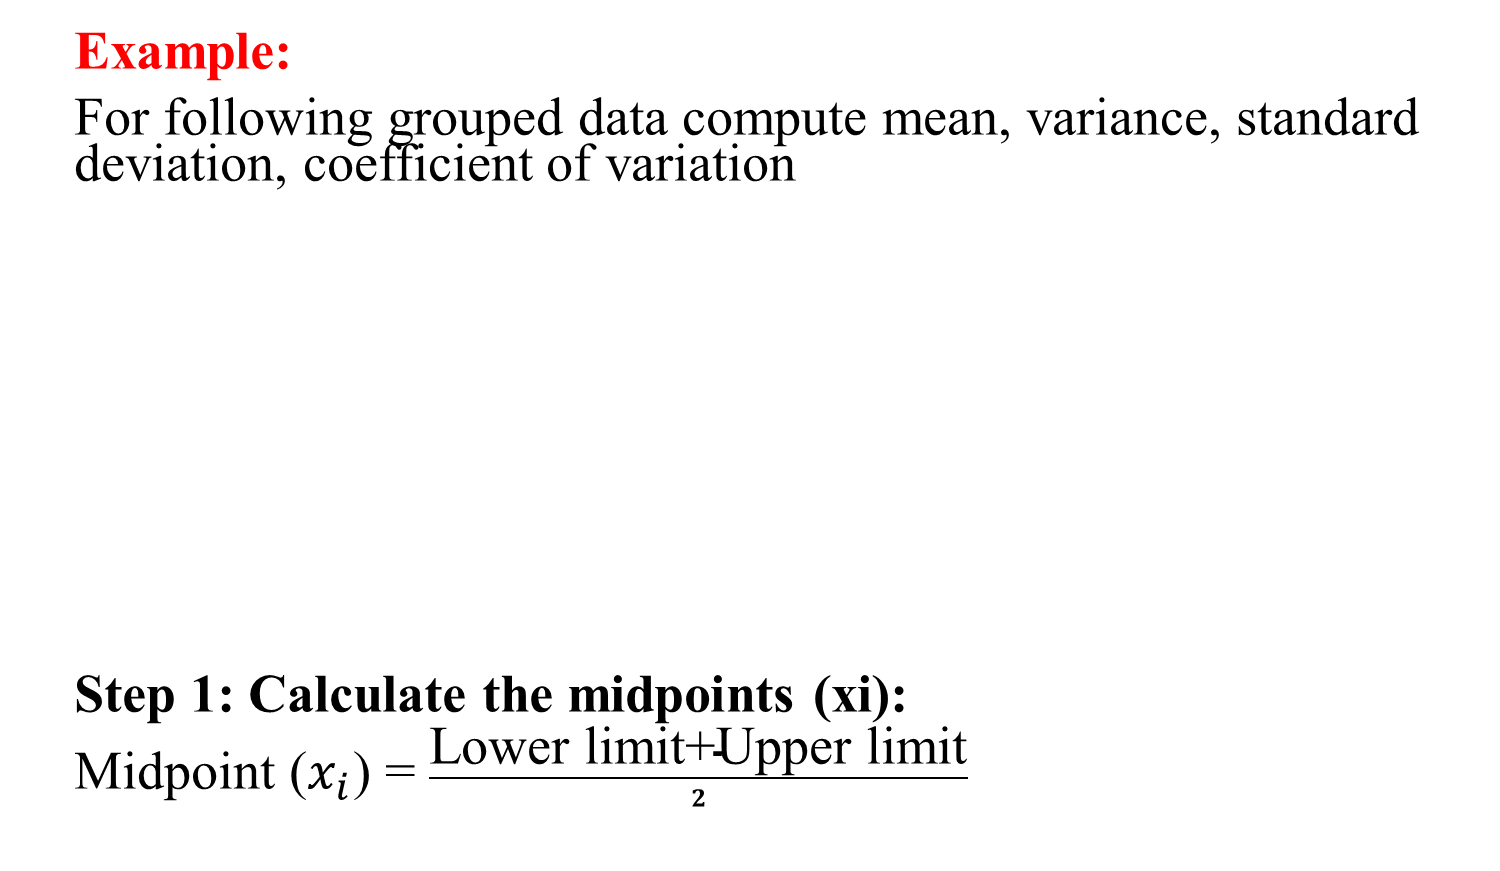 Example:
For following grouped data compute mean, variance, standard
deviation, coefficient of variation
Step 1: Calculate the midpoints (xi):
Midpoint (𝑥𝑖) = Lower limit+Upper limit
2